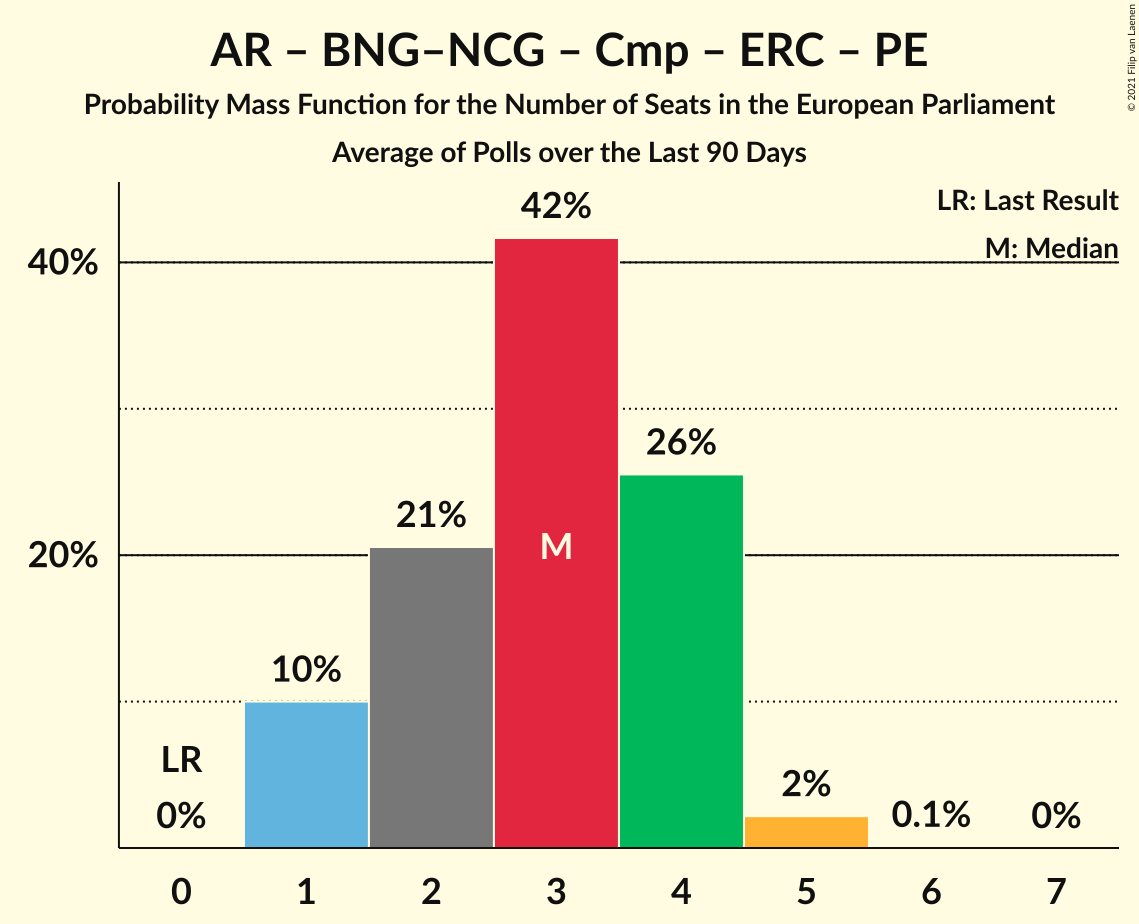 AR – BNG–NCG – Cmp – ERC – PE
Probability Mass Function for the Number of Seats in the European Parliament
Average of Polls over the Last 90 Days
© 2021 Filip van Laenen
LR: Last Result
M: Median
42%
40%
26%
21%
M
20%
10%
LR
0%
2%
0.1%
0%
0 1 2 3 4 5 6 7